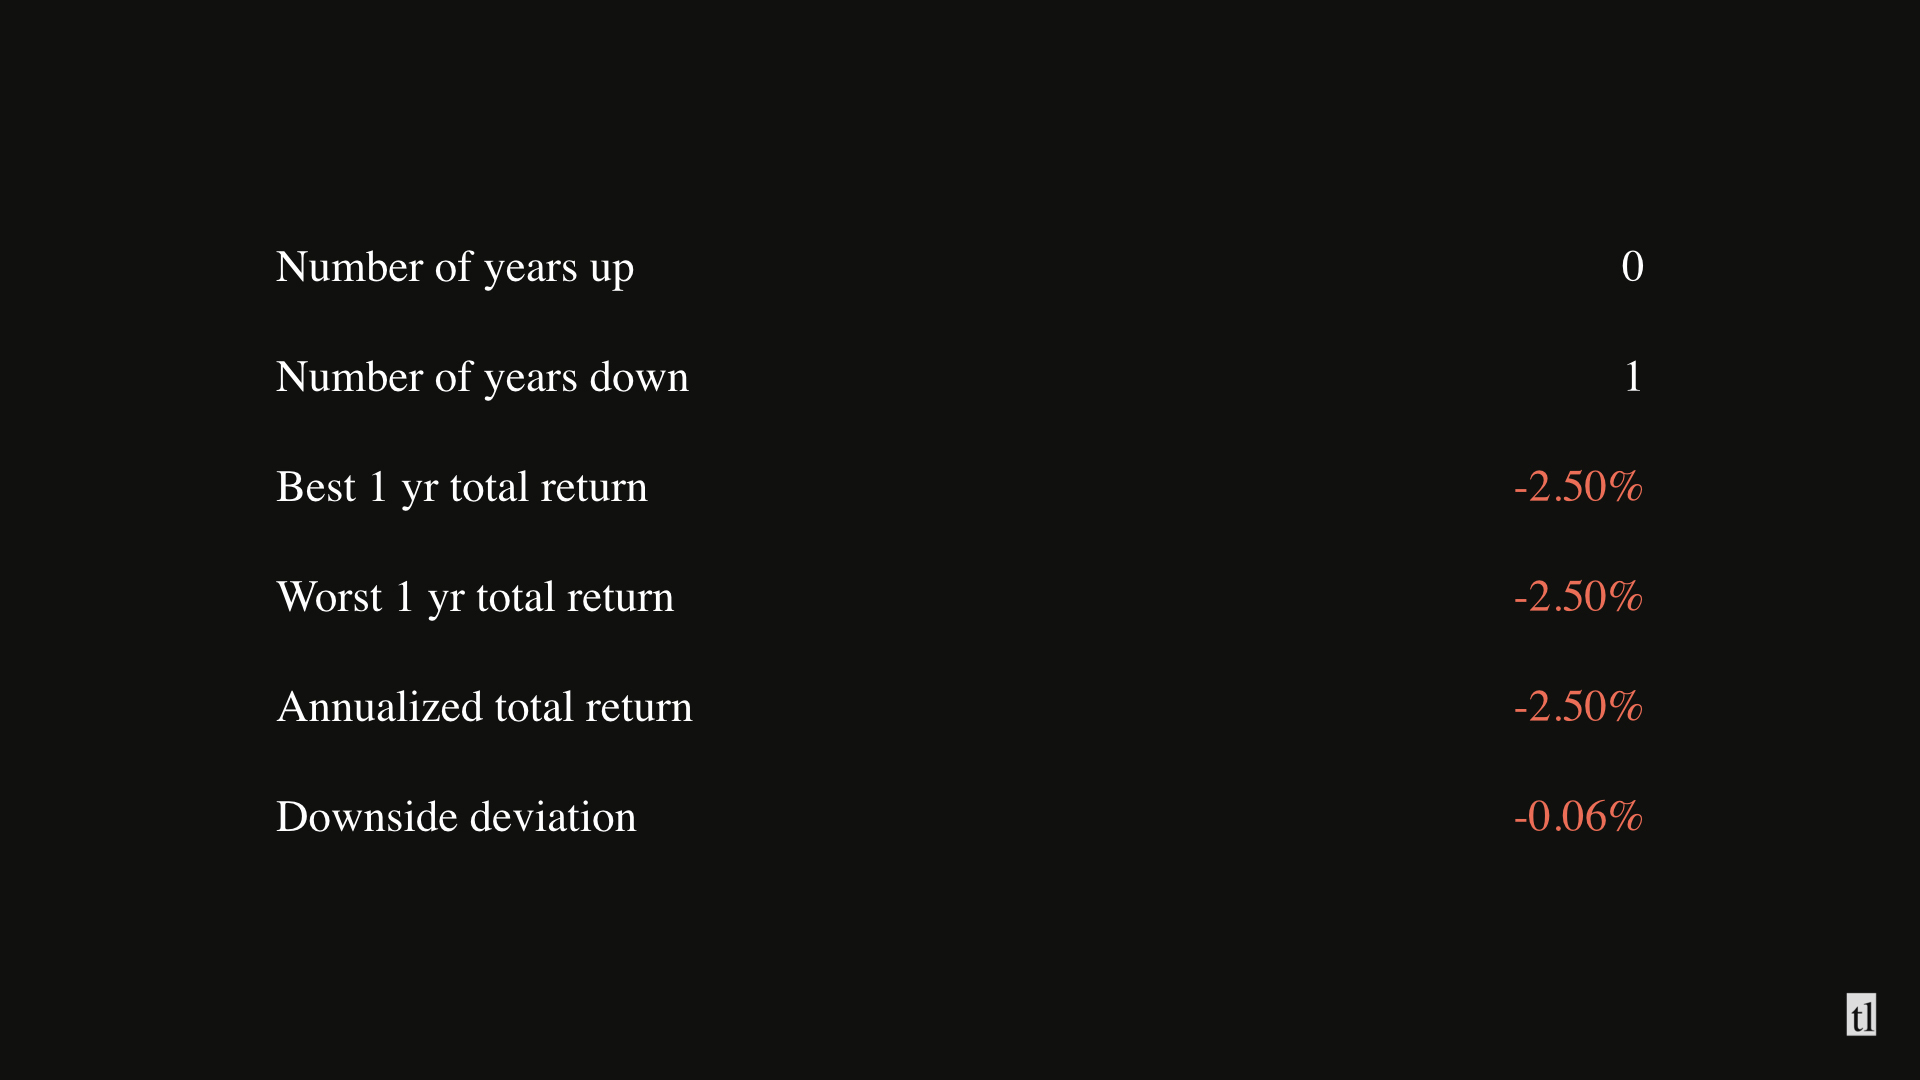 Number of years up 0
Number of years down 1
Best 1 yr total return -2.50%
Worst 1 yr total return -2.50%
Annualized total return -2.50%
Downside deviation -0.06%
tl